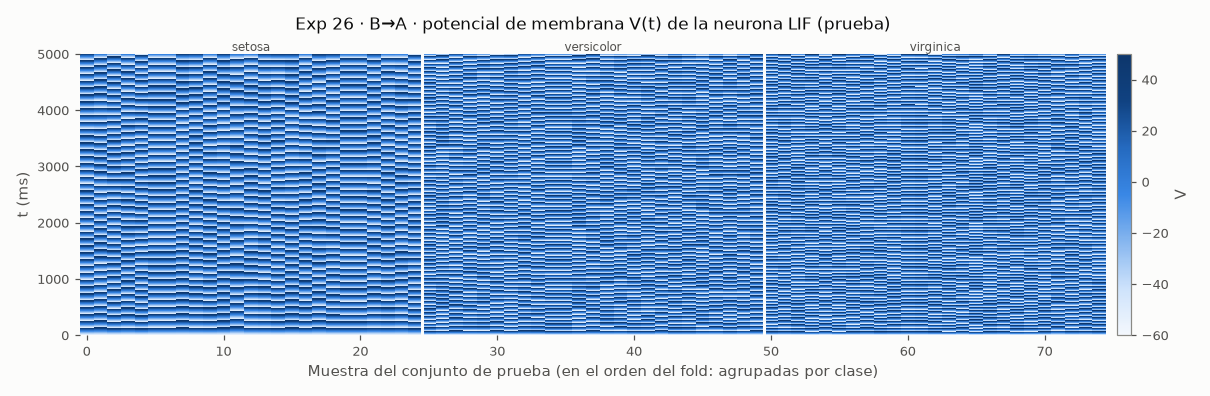 Exp 26 · B→A · potencial de membrana V(t) de la neurona LIF (prueba)
setosa
versicolor
virginica
5000
4000
3000
2000
1000
0
t (ms)
0
10
20
30
40
50
60
70
Muestra del conjunto de prueba (en el orden del fold: agrupadas por clase)
40
20
0
−20
−40
−60
V